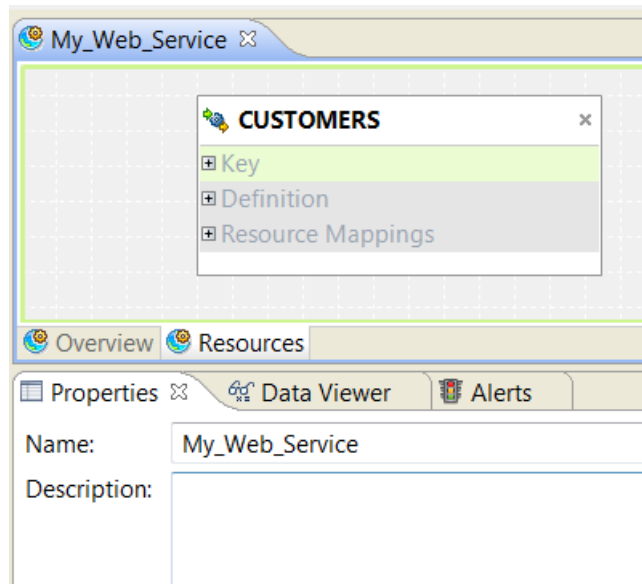 My_Web_Service
CUSTOMERS
Key
Definition
Resource Mappings
Overview Resources
Properties Data Viewer Alerts
Name: My_Web_Service
Description: